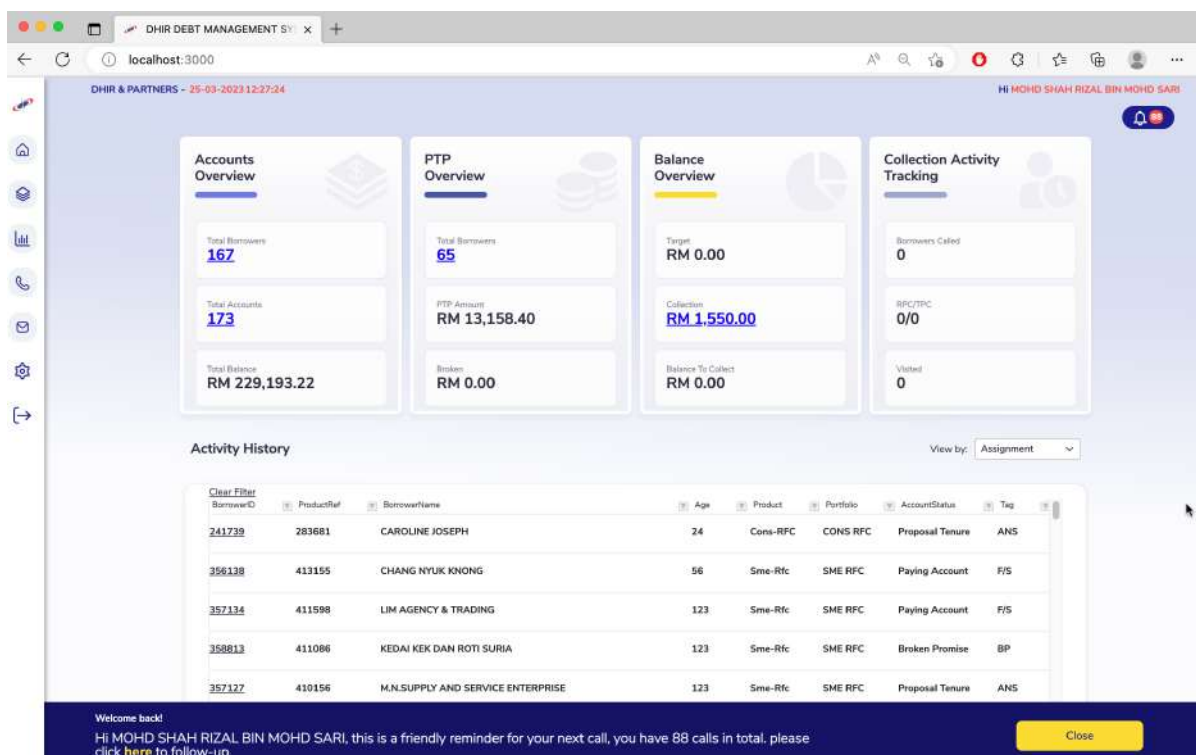 DHIR DEBT MANAGEMENT SY
localhost:3000
DHIR & PARTNERS - 25-03-2023 12:27:24
Hi MOHD SHAH RIZAL BIN MOHD SARI
88
Accounts Overview
Total Borrowers
167
Total Accounts
173
Total Balance
RM 229,193.22
PTP Overview
Total Borrowers
65
PTP Amount
RM 13,158.40
Broken
RM 0.00
Balance Overview
Target
RM 0.00
Collection
RM 1,550.00
Balance To Collect
RM 0.00
Collection Activity
Tracking
Borrowers Called
0
RPC/TPC
0/0
Visited
0
Activity History
View by: Assignment
Clear Filter
BorrowerID ProductRef BorrowerName Age Product Portfolio AccountStatus Tag
241739 283681 CAROLINE JOSEPH 24 Cons-RFC CONS RFC Proposal Tenure ANS
356138 413155 CHANG NYUK KNONG 56 Sme-Rfc SME RFC Paying Account F/S
357134 411598 LIM AGENCY & TRADING 123 Sme-Rfc SME RFC Paying Account F/S
358813 411086 KEDAI KEK DAN ROTI SURIA 123 Sme-Rfc SME RFC Broken Promise BP
357127 410156 M.N.SUPPLY AND SERVICE ENTERPRISE 123 Sme-Rfc SME RFC Proposal Tenure ANS
Welcome back!
Hi MOHD SHAH RIZAL BIN MOHD SARI, this is a friendly reminder for your next call, you have 88 calls in total. please
click here to follow-up.
Close